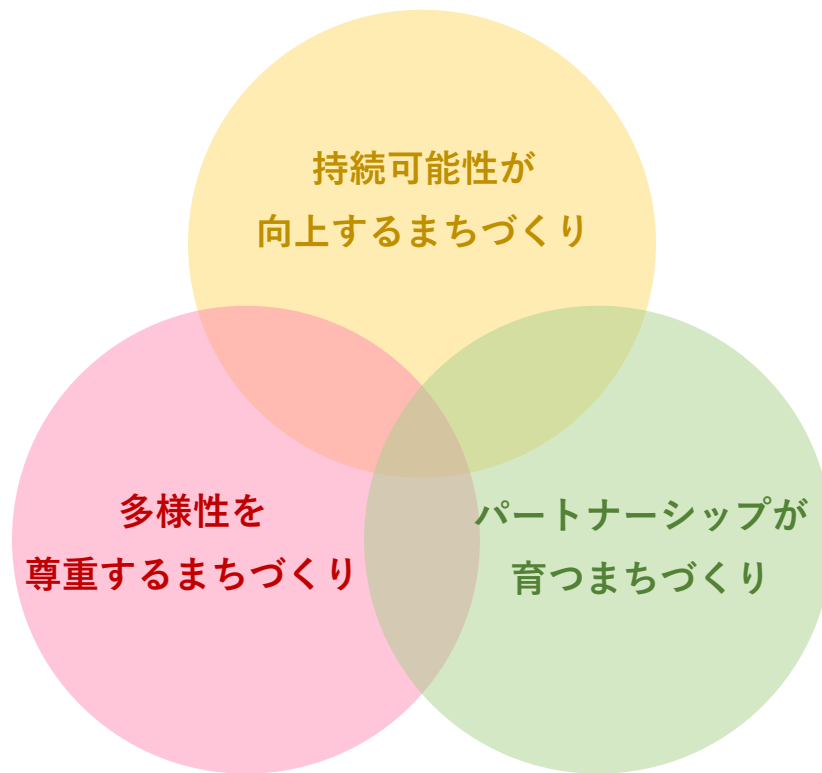 持続可能性が
向上するまちづくり
多様性を
尊重するまちづくり
パートナーシップが
育つまちづくり